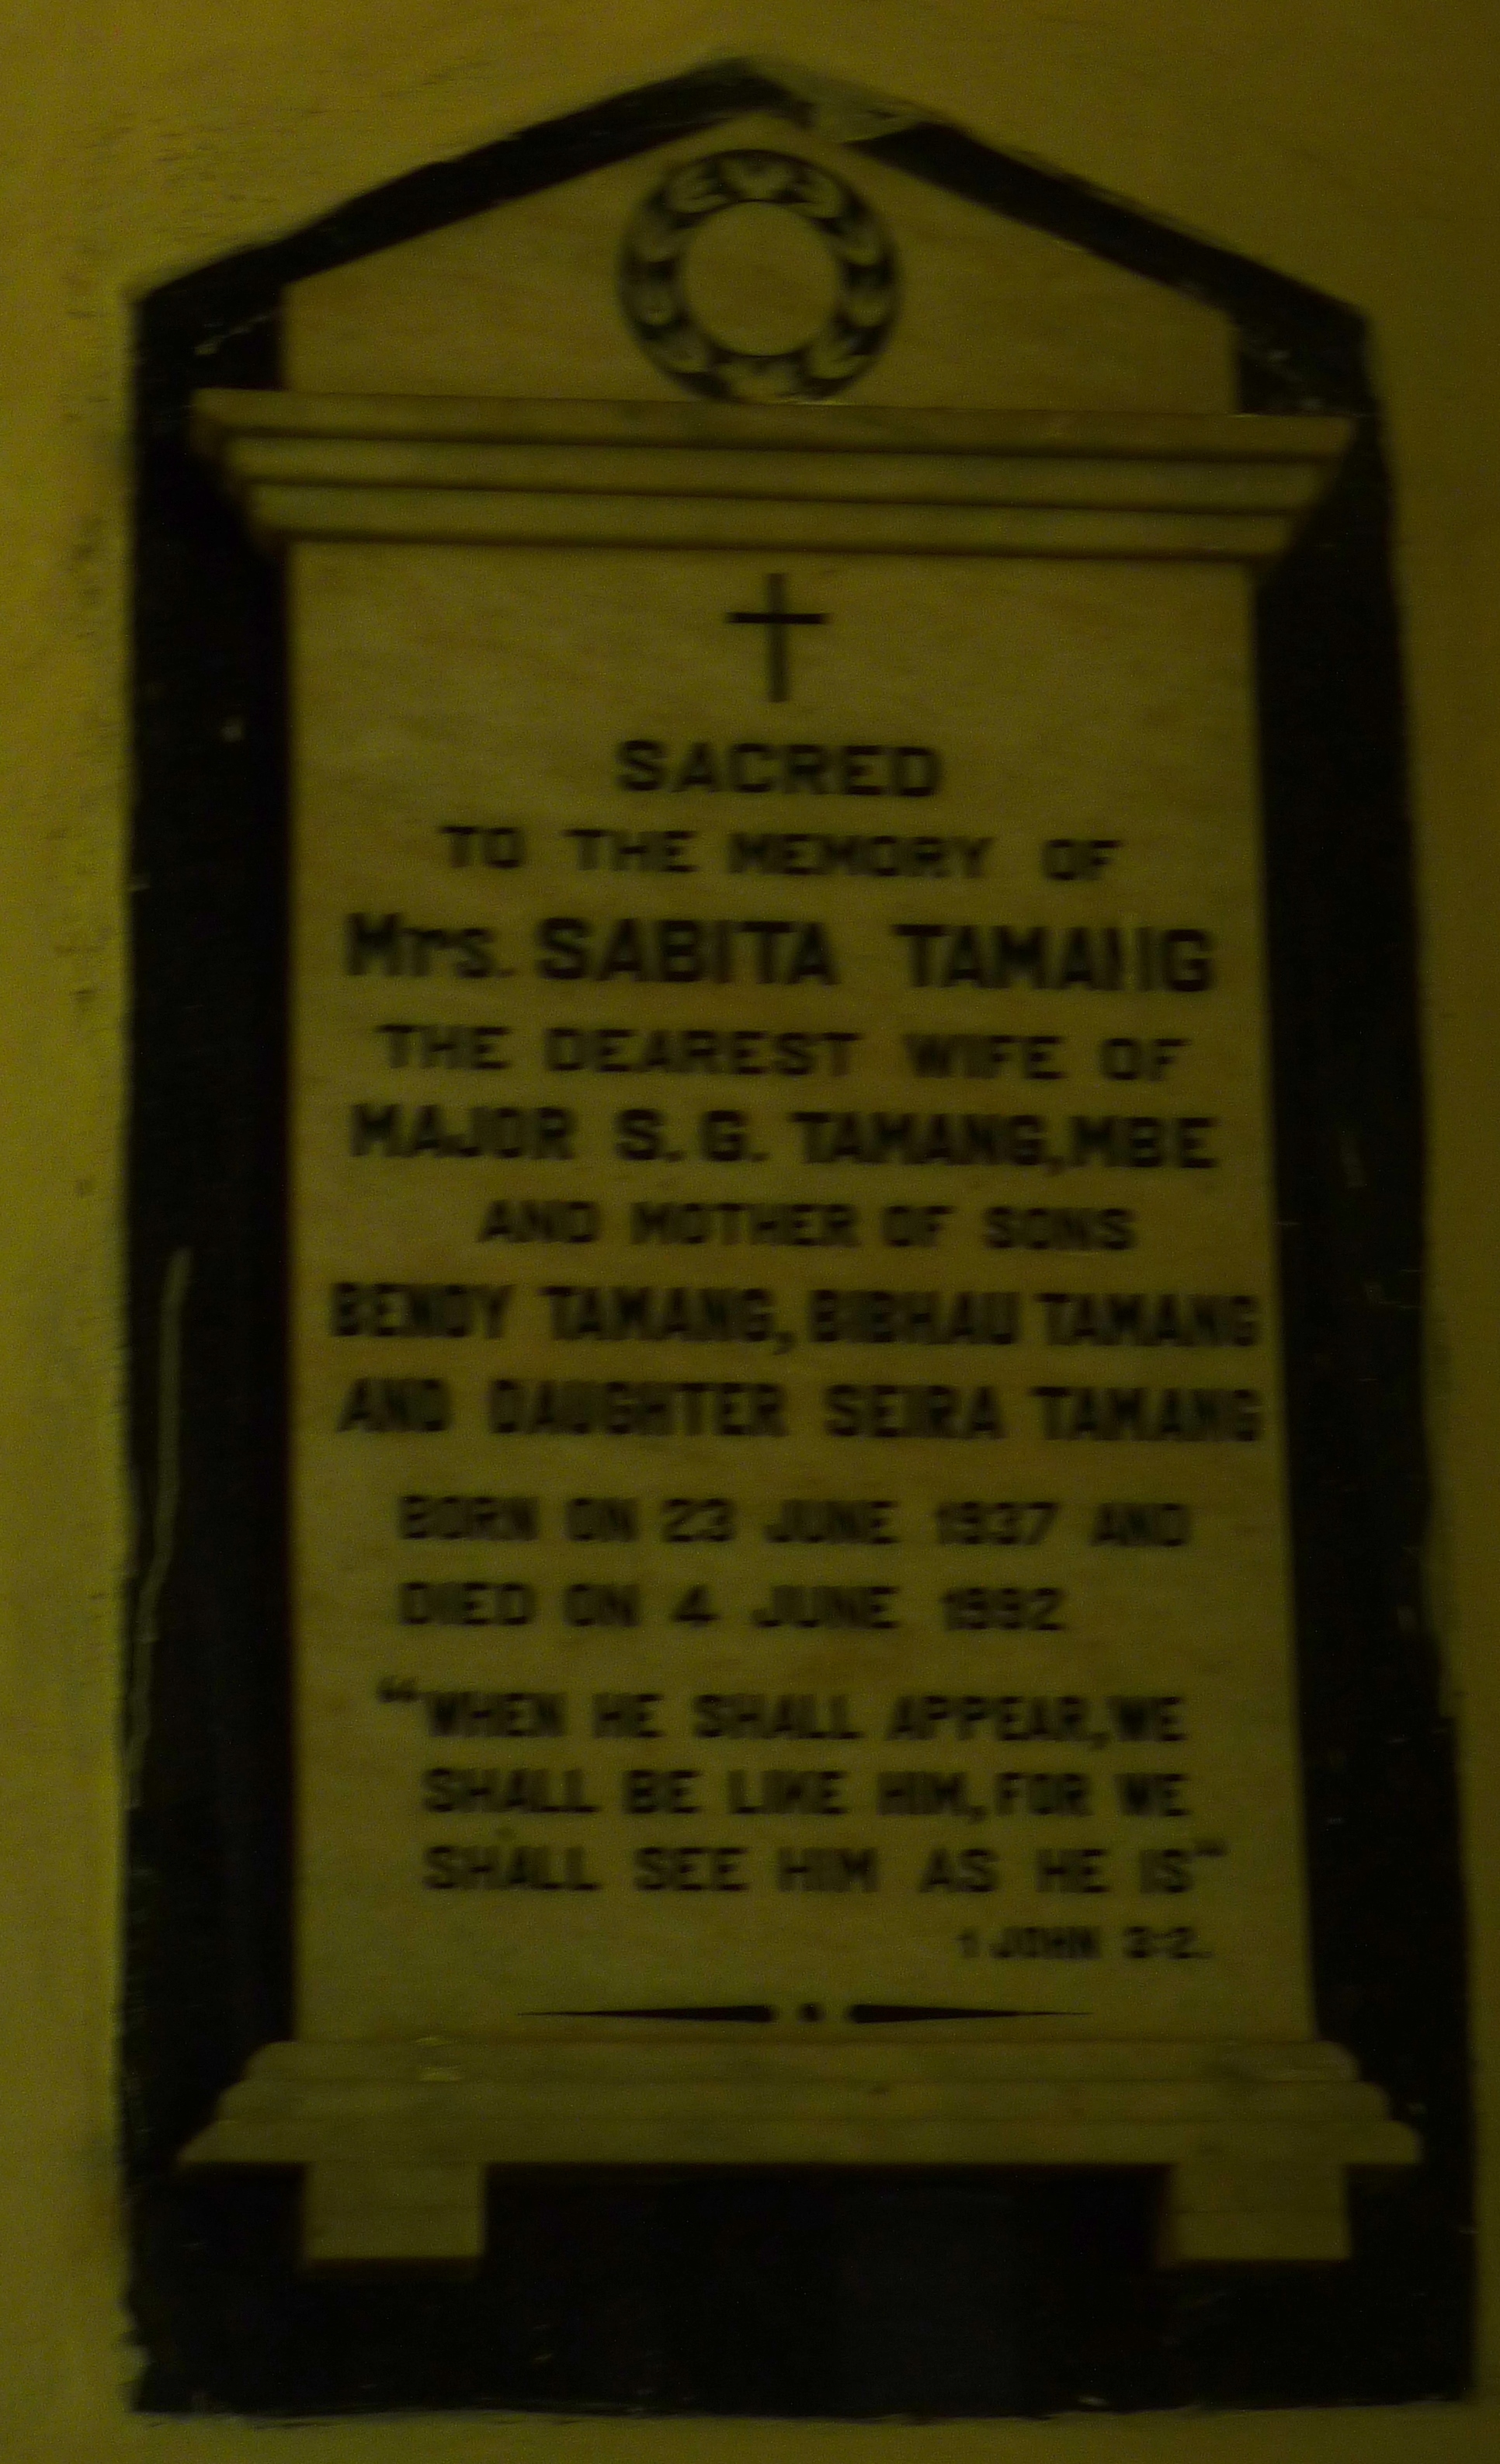 SACRED
TO THE MEMORY OF
Mrs. SABITA TAMANG
THE DEAREST WIFE OF
MAJOR S. G. TAMANG, MBE
AND MOTHER OF SONS
BENOY TAMANG, BIBHAU TAMANG
AND DAUGHTER SEIRA TAMANG
BORN ON 23 JUNE 1937 AND
DIED ON 4 JUNE 1992
“WHEN HE SHALL APPEAR, WE
SHALL BE LIKE HIM, FOR WE
SHALL SEE HIM AS HE IS”
1 JOHN 3:2.